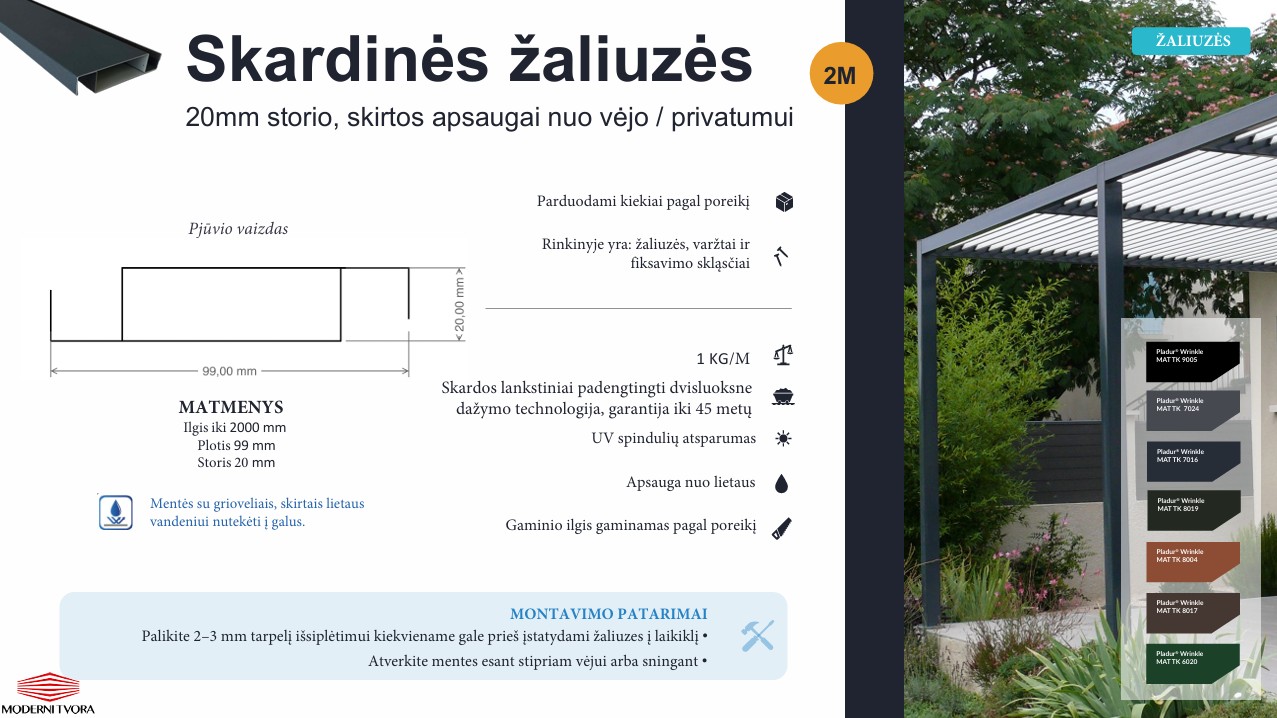 Skardinės žaliuzės
20mm storio, skirtos apsaugai nuo vėjo / privatumui
2M
ŽALIUZĖS
Pjūvio vaizdas
20,00 mm
99,00 mm
MATMENYS
Ilgis iki 2000 mm
Plotis 99 mm
Storis 20 mm
Mentės su grioveliais, skirtais lietaus
vandeniui nutekėti į galus.
Parduodami kiekiai pagal poreikį
Rinkinyje yra: žaliuzės, varžtai ir
fiksavimo skląsčiai
1 KG/M
Skardos lankstiniai padengtingti dvisluoksne
dažymo technologija, garantija iki 45 metų
UV spindulių atsparumas
Apsauga nuo lietaus
Gaminio ilgis gaminamas pagal poreikį
MONTAVIMO PATARIMAI
Palikite 2–3 mm tarpelį išsiplėtimui kiekviename gale prieš įstatydami žaliuzes į laikiklį •
Atverkite mentes esant stipriam vėjui arba sningant •
MODERNI TVORA
Pladur® Wrinkle
MAT TK 9005
Pladur® Wrinkle
MAT TK 7024
Pladur® Wrinkle
MAT TK 7016
Pladur® Wrinkle
MAT TK 8019
Pladur® Wrinkle
MAT TK 8004
Pladur® Wrinkle
MAT TK 8017
Pladur® Wrinkle
MAT TK 6020